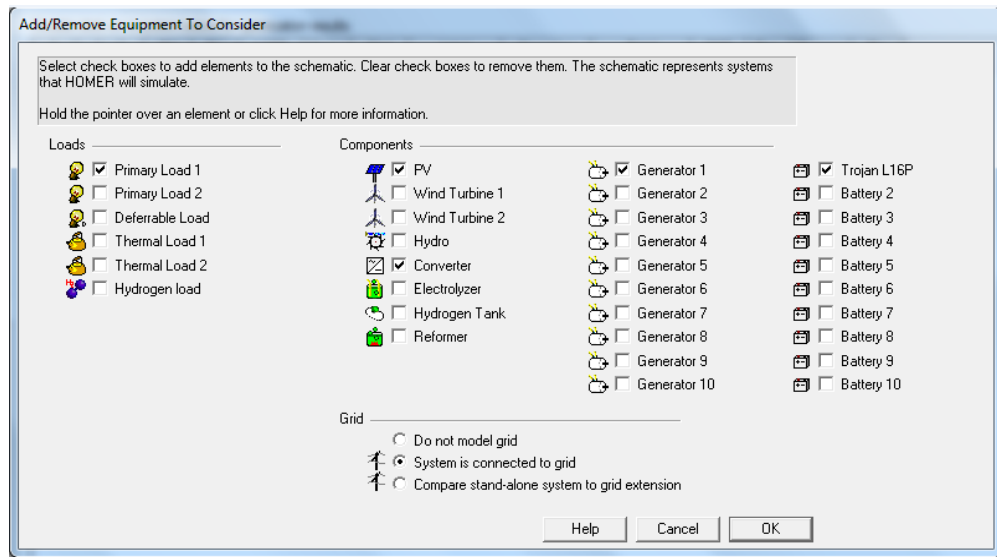 Add/Remove Equipment To Consider
Select check boxes to add elements to the schematic. Clear check boxes to remove them. The schematic represents systems
that HOMER will simulate.
Hold the pointer over an element or click Help for more information.
Loads
Primary Load 1
Primary Load 2
Deferrable Load
Thermal Load 1
Thermal Load 2
Hydrogen load
Components
PV
Wind Turbine 1
Wind Turbine 2
Hydro
Converter
Electrolyzer
Hydrogen Tank
Reformer
Generator 1
Generator 2
Generator 3
Generator 4
Generator 5
Generator 6
Generator 7
Generator 8
Generator 9
Generator 10
Trojan L16P
Battery 2
Battery 3
Battery 4
Battery 5
Battery 6
Battery 7
Battery 8
Battery 9
Battery 10
Grid
Do not model grid
System is connected to grid
Compare stand-alone system to grid extension
Help
Cancel
OK